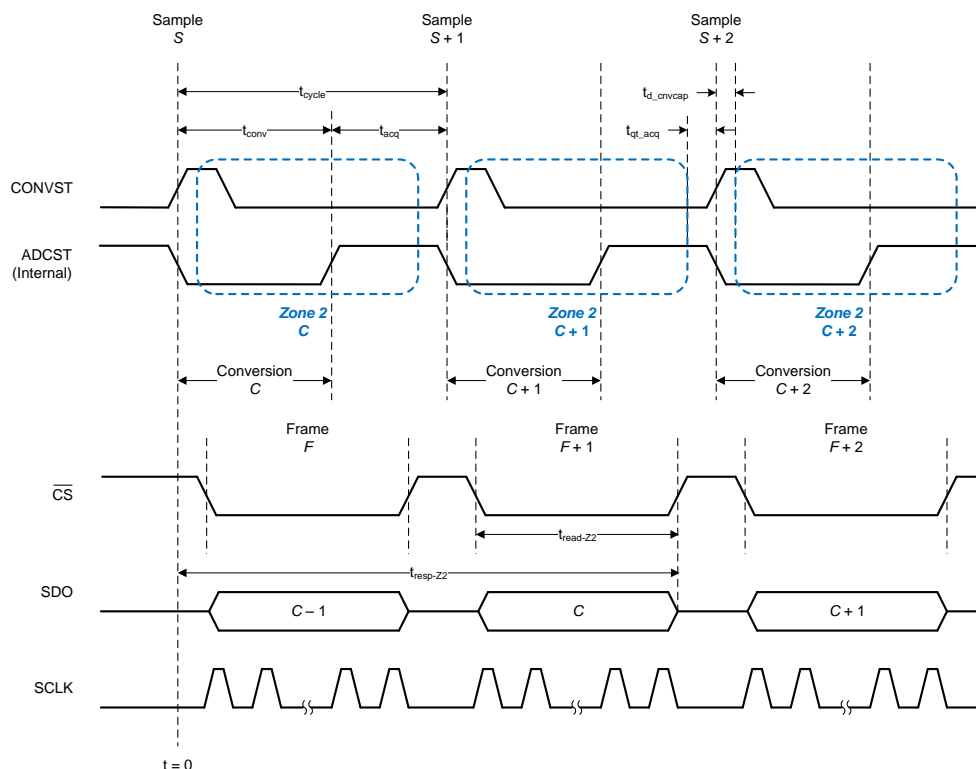 Sample
S
Sample
S + 1
Sample
S + 2
tcycle
td_cnvcap
tconv
tacq
tqt_acq
CONVST
ADCST
(Internal)
Zone 2
C
Zone 2
C + 1
Zone 2
C + 2
Conversion
C
Conversion
C + 1
Conversion
C + 2
Frame
F
Frame
F + 1
Frame
F + 2
CS
tread-Z2
tresp-Z2
SDO
C – 1
C
C + 1
SCLK
t = 0